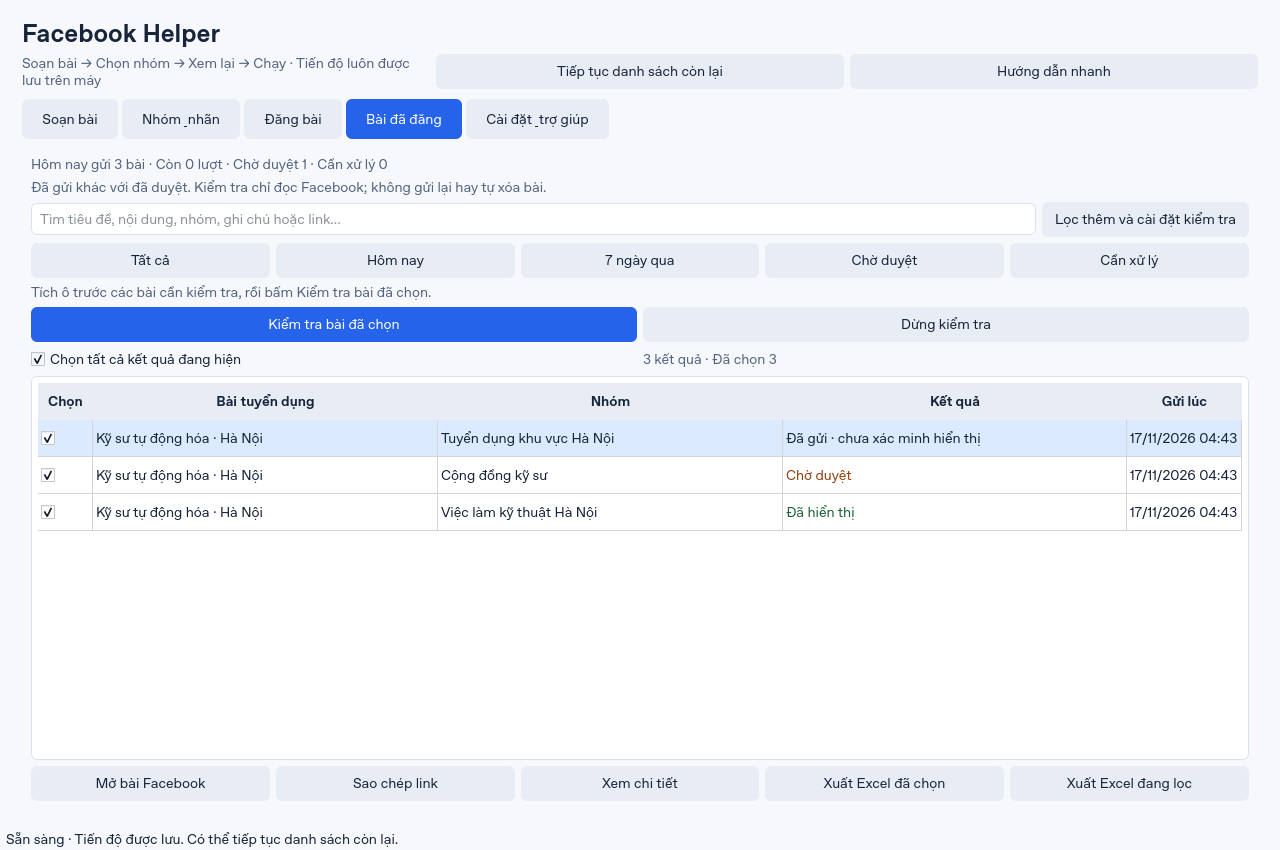 Facebook Helper
Soạn bài → Chọn nhóm → Xem lại → Chạy · Tiến độ luôn được
lưu trên máy
Tiếp tục danh sách còn lại
Hướng dẫn nhanh
Soạn bài
Nhóm _nhãn
Đăng bài
Bài đã đăng
Cài đặt _trợ giúp
Hôm nay gửi 3 bài · Còn 0 lượt · Chờ duyệt 1 · Cần xử lý 0
Đã gửi khác với đã duyệt. Kiểm tra chỉ đọc Facebook; không gửi lại hay tự xóa bài.
Tìm tiêu đề, nội dung, nhóm, ghi chú hoặc link...
Lọc thêm và cài đặt kiểm tra
Tất cả
Hôm nay
7 ngày qua
Chờ duyệt
Cần xử lý
Tích ô trước các bài cần kiểm tra, rồi bấm Kiểm tra bài đã chọn.
Kiểm tra bài đã chọn
Dừng kiểm tra
Chọn tất cả kết quả đang hiện
3 kết quả · Đã chọn 3
Chọn Bài tuyển dụng Nhóm Kết quả Gửi lúc
Kỹ sư tự động hóa · Hà Nội Tuyển dụng khu vực Hà Nội Đã gửi · chưa xác minh hiển thị 17/11/2026 04:43
Kỹ sư tự động hóa · Hà Nội Cộng đồng kỹ sư Chờ duyệt 17/11/2026 04:43
Kỹ sư tự động hóa · Hà Nội Việc làm kỹ thuật Hà Nội Đã hiển thị 17/11/2026 04:43
Mở bài Facebook
Sao chép link
Xem chi tiết
Xuất Excel đã chọn
Xuất Excel đang lọc
Sẵn sàng · Tiến độ được lưu. Có thể tiếp tục danh sách còn lại.